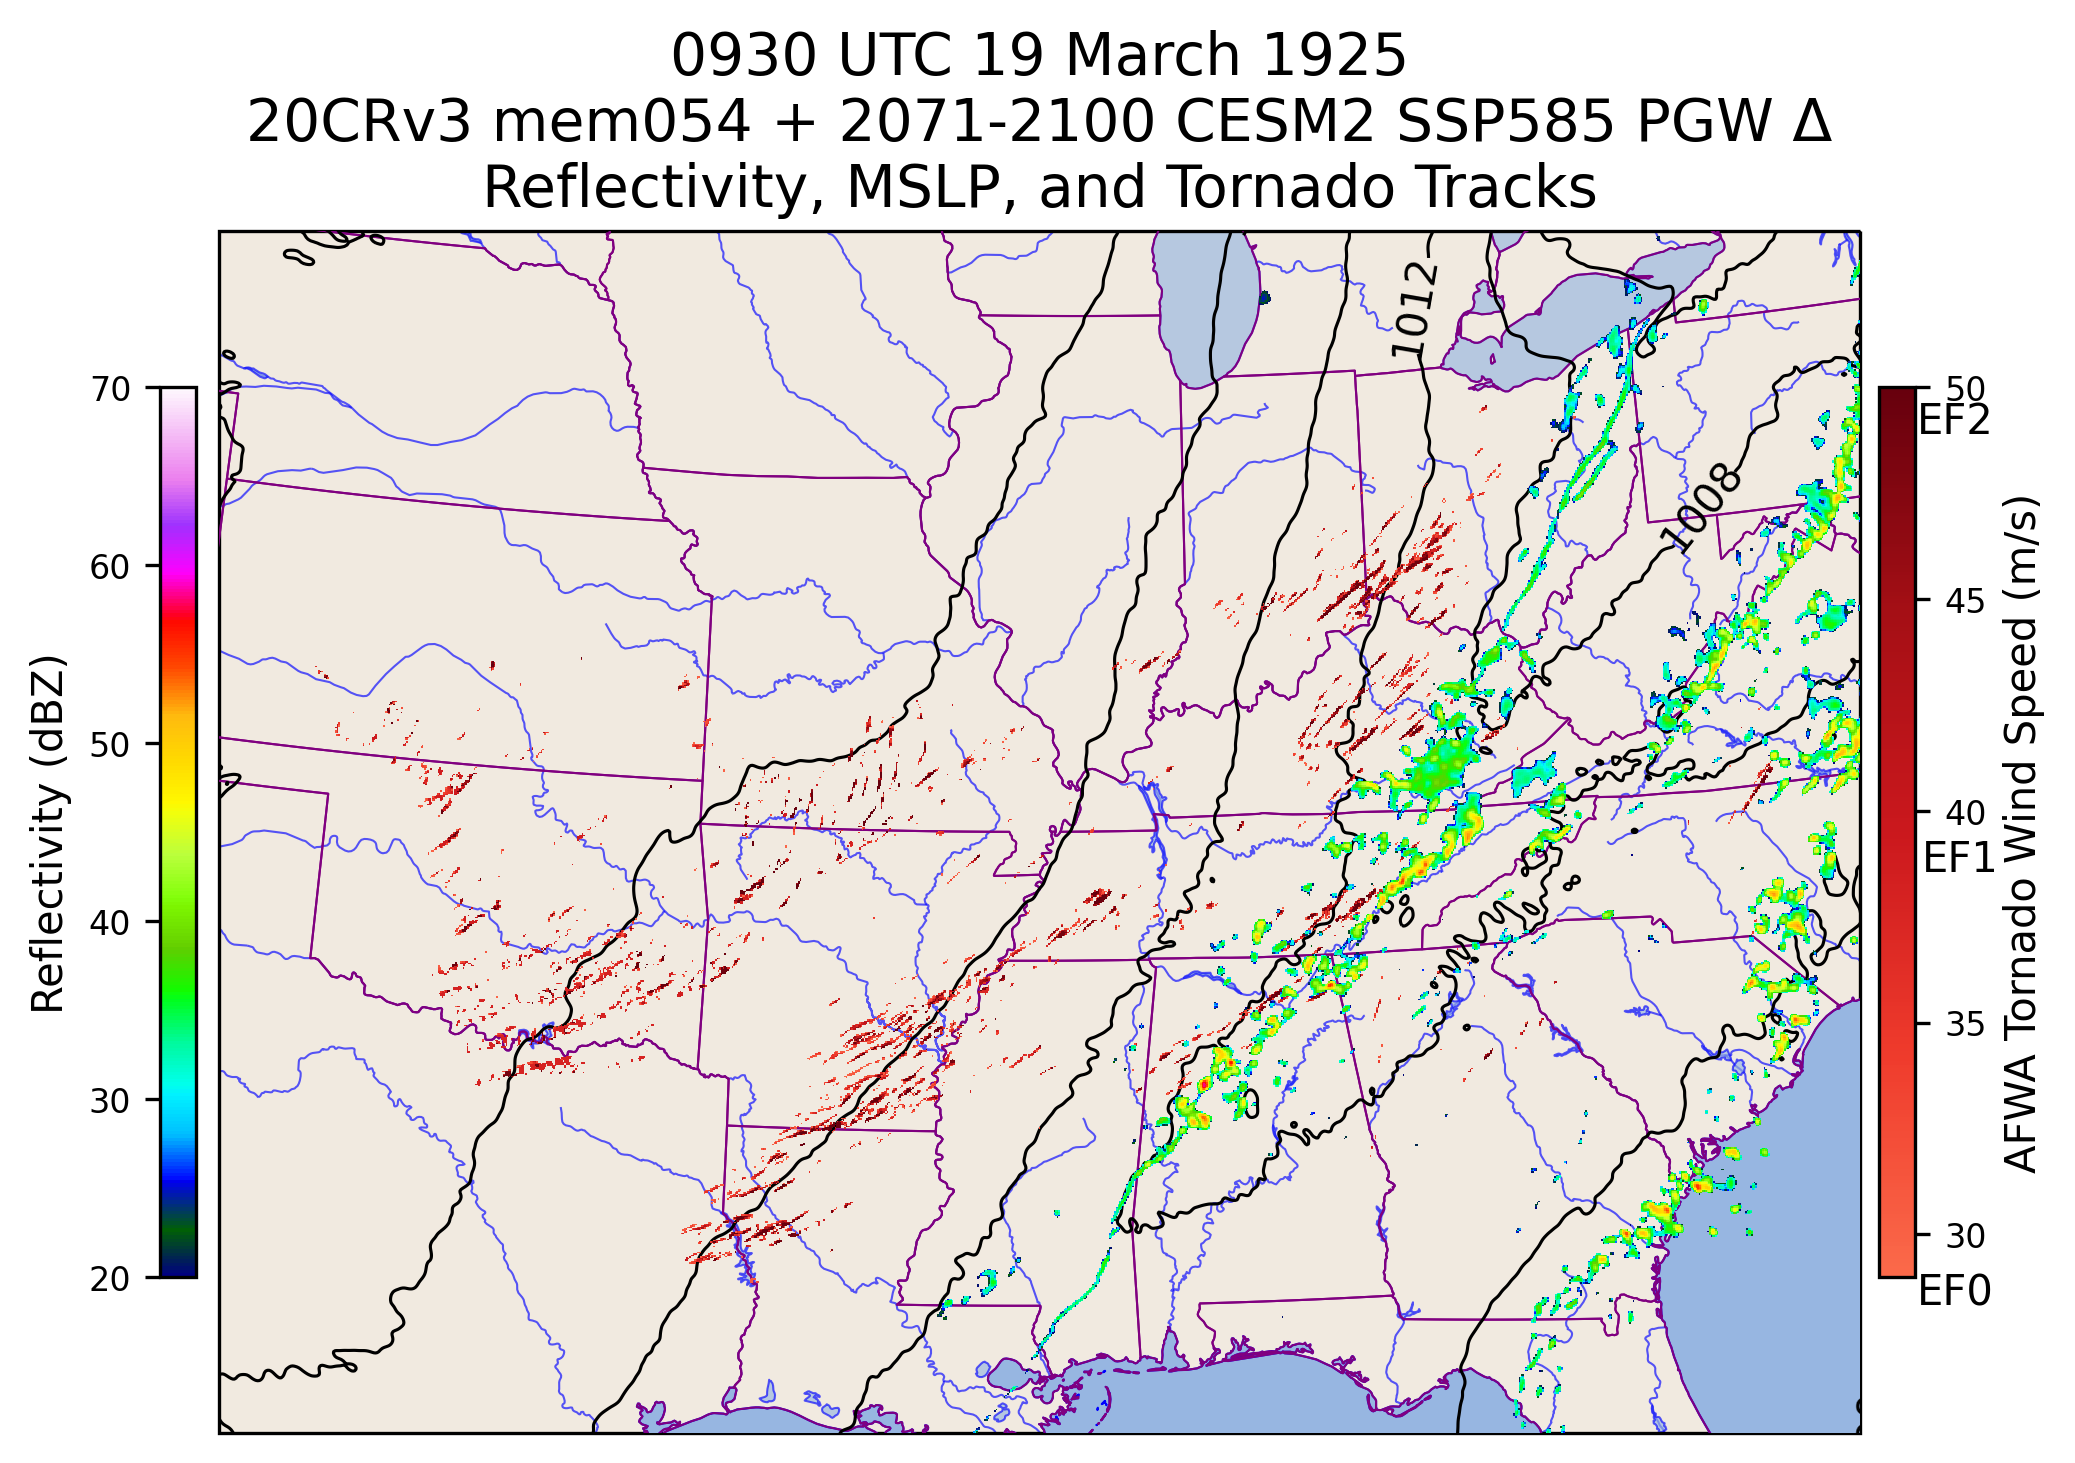 0930 UTC 19 March 1925
20CRv3 mem054 + 2071-2100 CESM2 SSP585 PGW Δ
Reflectivity, MSLP, and Tornado Tracks
1012
1008
Reflectivity (dBZ)
70
60
50
40
30
20
50
EF2
45
40
EF1
35
30
EF0
AFWA Tornado Wind Speed (m/s)